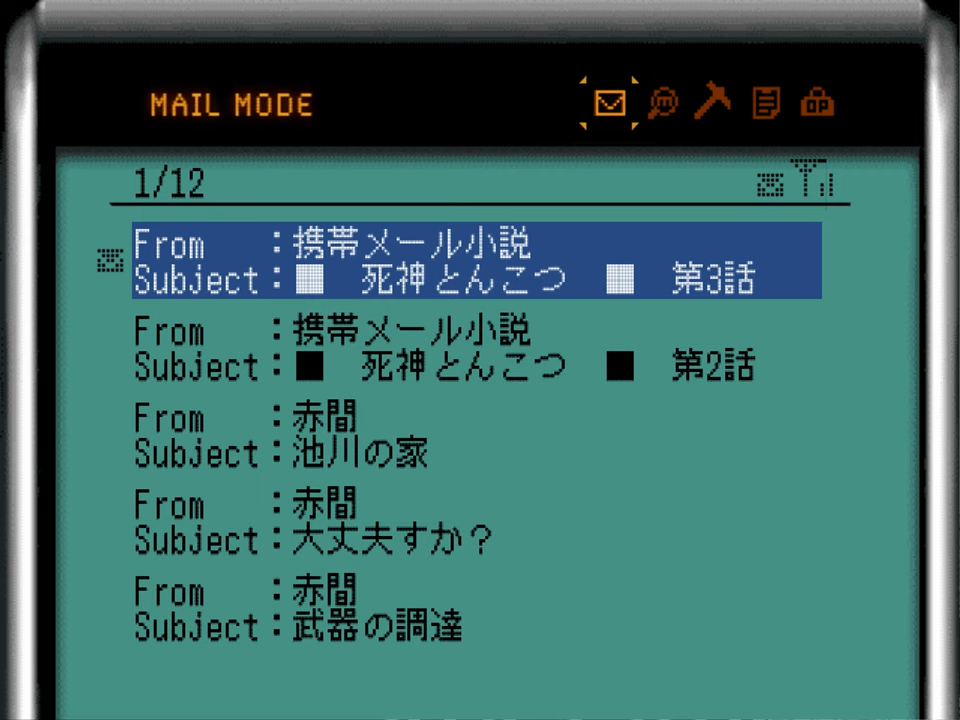 MAIL MODE
1/12
From :携帯メール小説
Subject:■ 死神とんこつ ■ 第3話
From :携帯メール小説
Subject:■ 死神とんこつ ■ 第2話
From :赤間
Subject:池川の家
From :赤間
Subject:大丈夫すか?
From :赤間
Subject:武器の調達